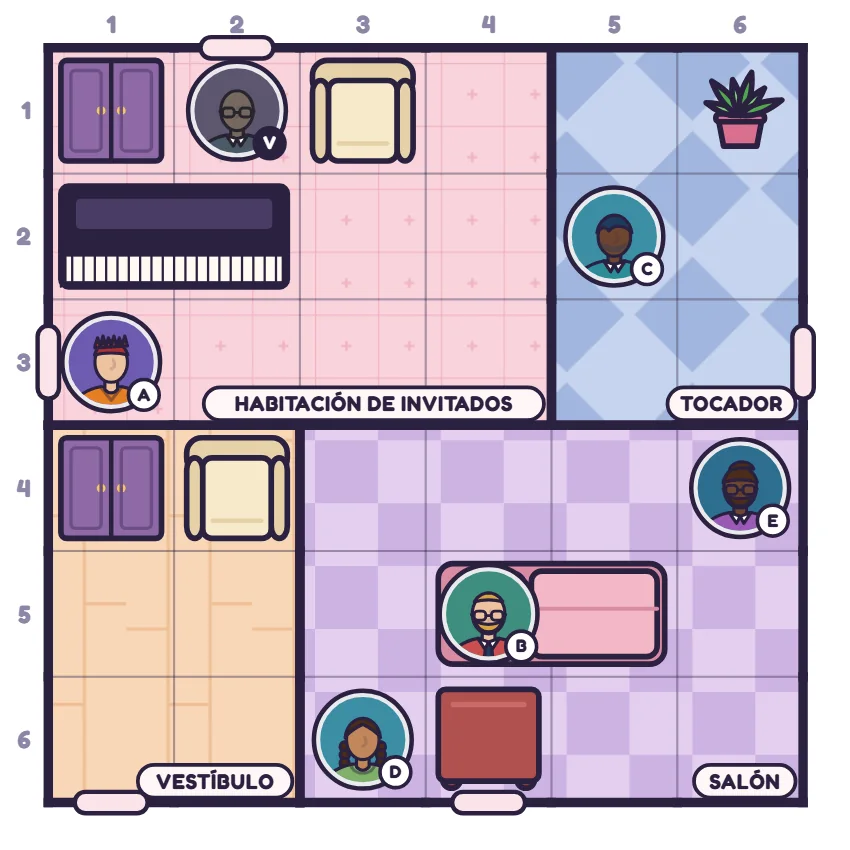 1 2 3 4 5 6
1
V
2
C
3
A
HABITACIÓN DE INVITADOS
TOCADOR
4
E
5
B
6
D
VESTÍBULO
SALÓN